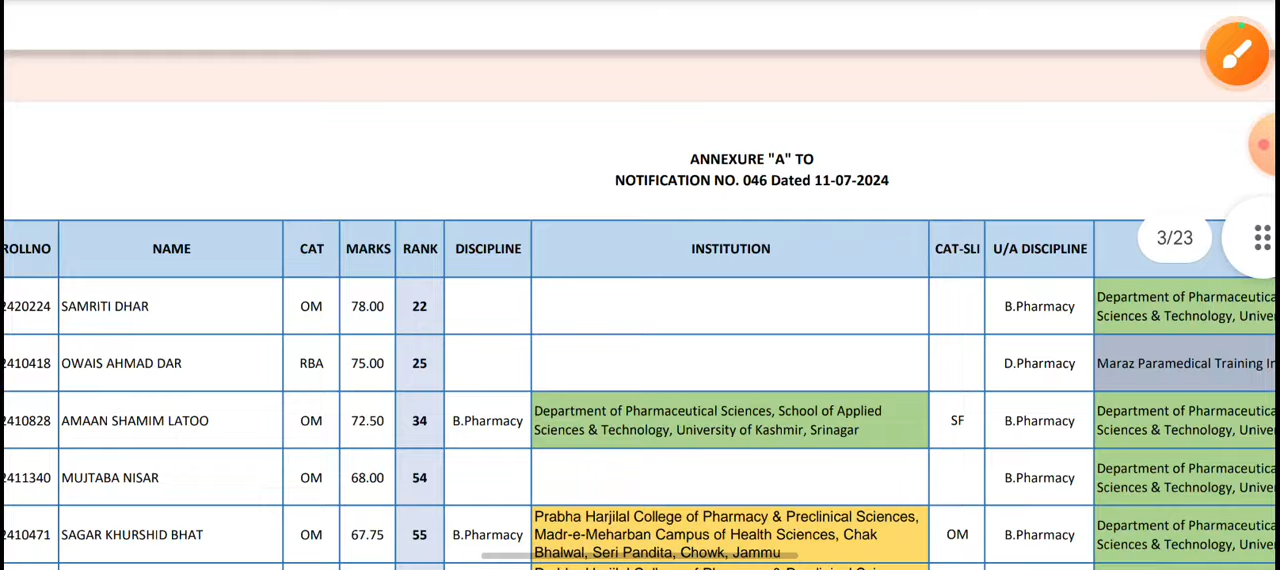 ANNEXURE "A" TO
NOTIFICATION NO. 046 Dated 11-07-2024
3/23
ROLLNO NAME CAT MARKS RANK DISCIPLINE INSTITUTION CAT-SLI U/A DISCIPLINE
2420224 SAMRITI DHAR OM 78.00 22 B.Pharmacy Department of Pharmaceutica
Sciences & Technology, Univer
2410418 OWAIS AHMAD DAR RBA 75.00 25 D.Pharmacy Maraz Paramedical Training In
2410828 AMAAN SHAMIM LATOO OM 72.50 34 B.Pharmacy Department of Pharmaceutical Sciences, School of Applied
Sciences & Technology, University of Kashmir, Srinagar SF B.Pharmacy Department of Pharmaceutica
Sciences & Technology, Univer
2411340 MUJTABA NISAR OM 68.00 54 B.Pharmacy Department of Pharmaceutica
Sciences & Technology, Univer
2410471 SAGAR KHURSHID BHAT OM 67.75 55 B.Pharmacy Prabha Harjilal College of Pharmacy & Preclinical Sciences,
Madr-e-Meharban Campus of Health Sciences, Chak
Bhalwal, Seri Pandita, Chowk, Jammu OM B.Pharmacy Department of Pharmaceutica
Sciences & Technology, Univer